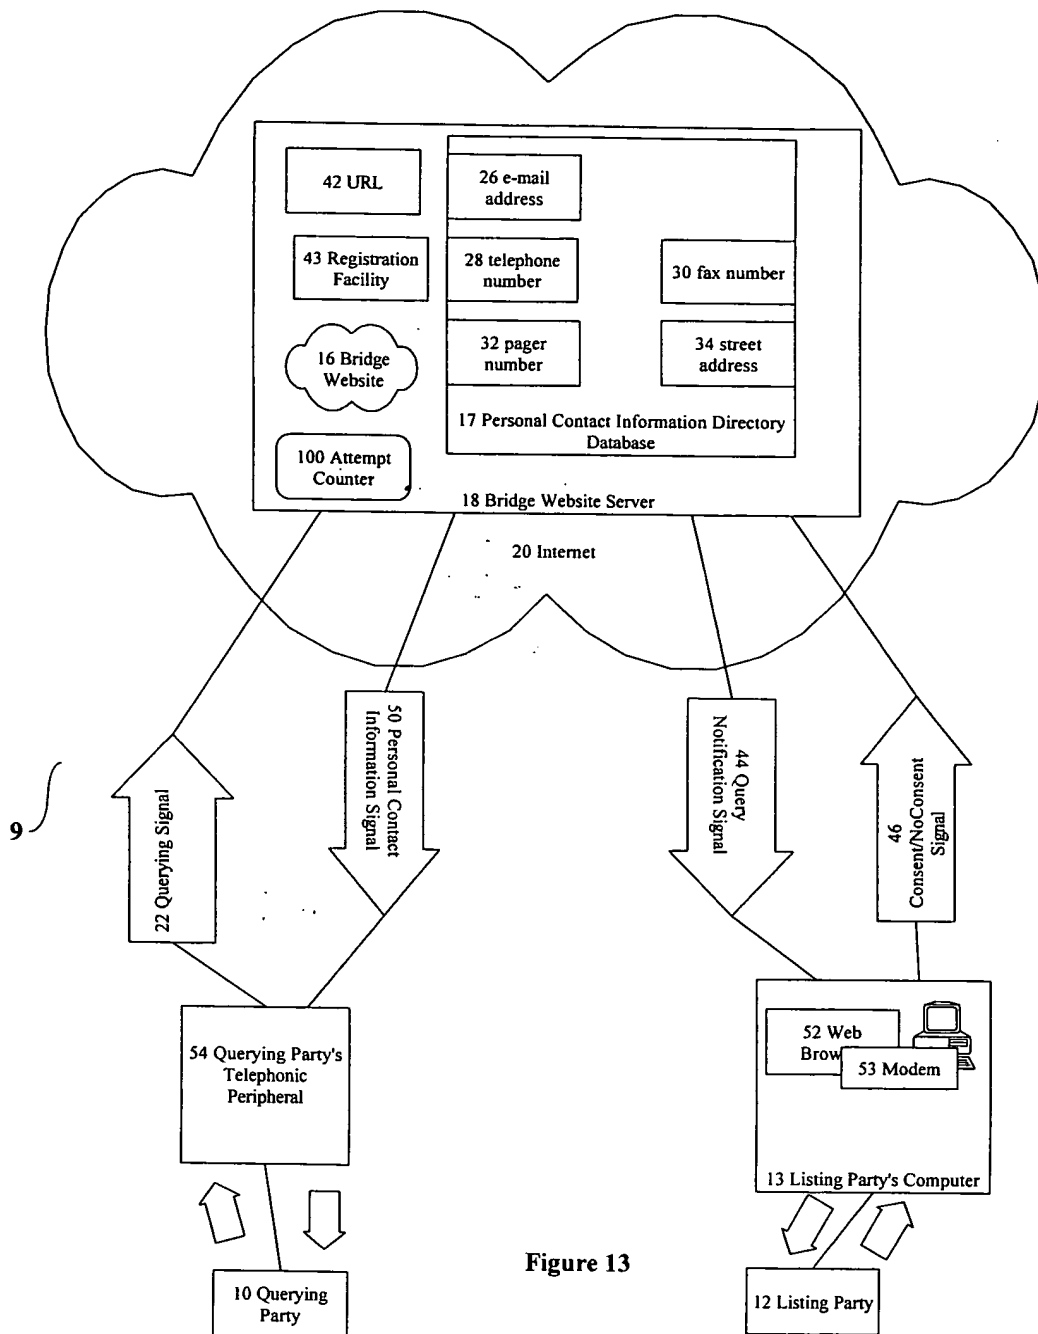 42 URL
26 e-mail
address
43 Registration
Facility
28 telephone
number
30 fax number
16 Bridge
Website
32 pager
number
34 street
address
17 Personal Contact Information Directory
Database
100 Attempt
Counter
18 Bridge Website Server
20 Internet
9
22 Querying Signal
50 Personal Contact
Information Signal
44 Query
Notification Signal
46
Consent/NoConsent
Signal
54 Querying Party's
Telephonic
Peripheral
52 Web
Brow
53 Modem
13 Listing Party's Computer
10 Querying
Party
Figure 13
12 Listing Party